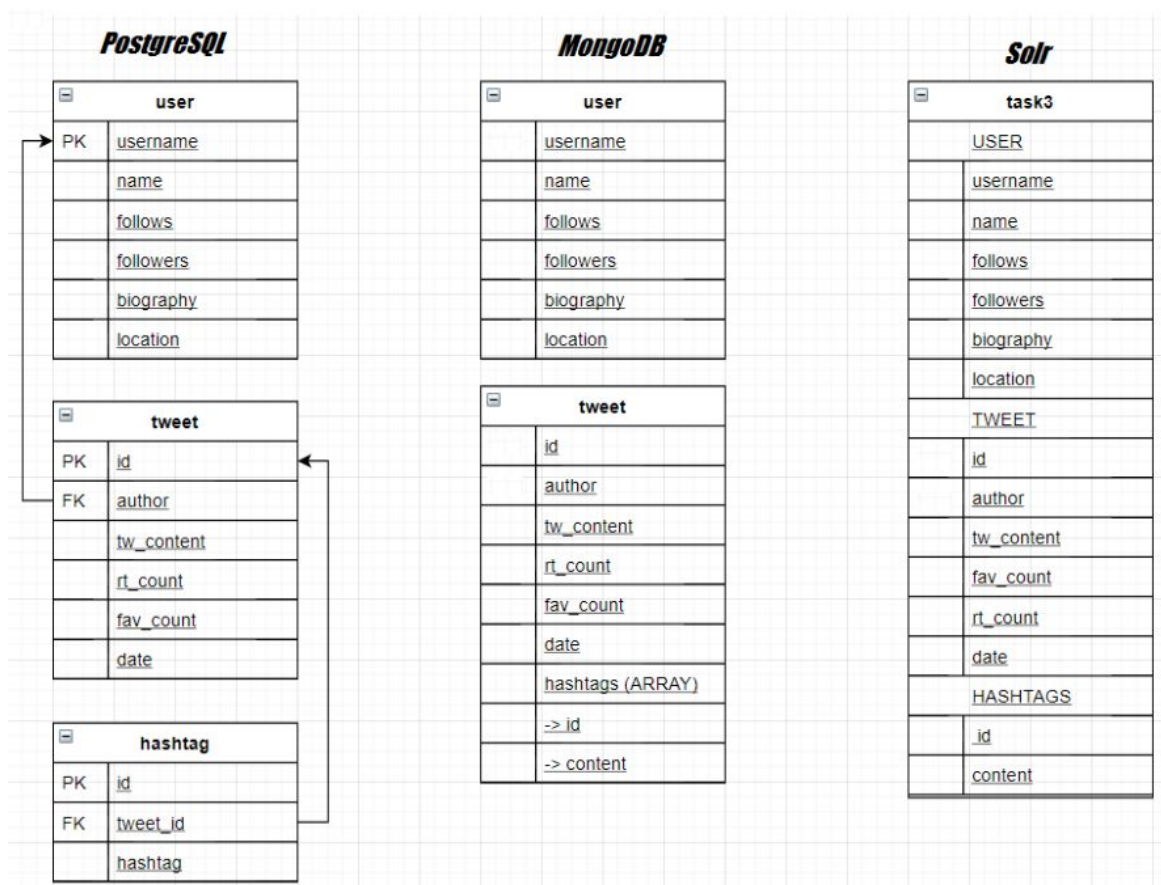 PostgreSQL
user
PK username
name
follows
followers
biography
location
tweet
PK id
FK author
tw_content
rt_count
fav_count
date
hashtag
PK id
FK tweet_id
hashtag
MongoDB
user
username
name
follows
followers
biography
location
tweet
id
author
tw_content
rt_count
fav_count
date
hashtags (ARRAY)
-> id
-> content
Solr
task3
USER
username
name
follows
followers
biography
location
TWEET
id
author
tw_content
fav_count
rt_count
date
HASHTAGS
id
content